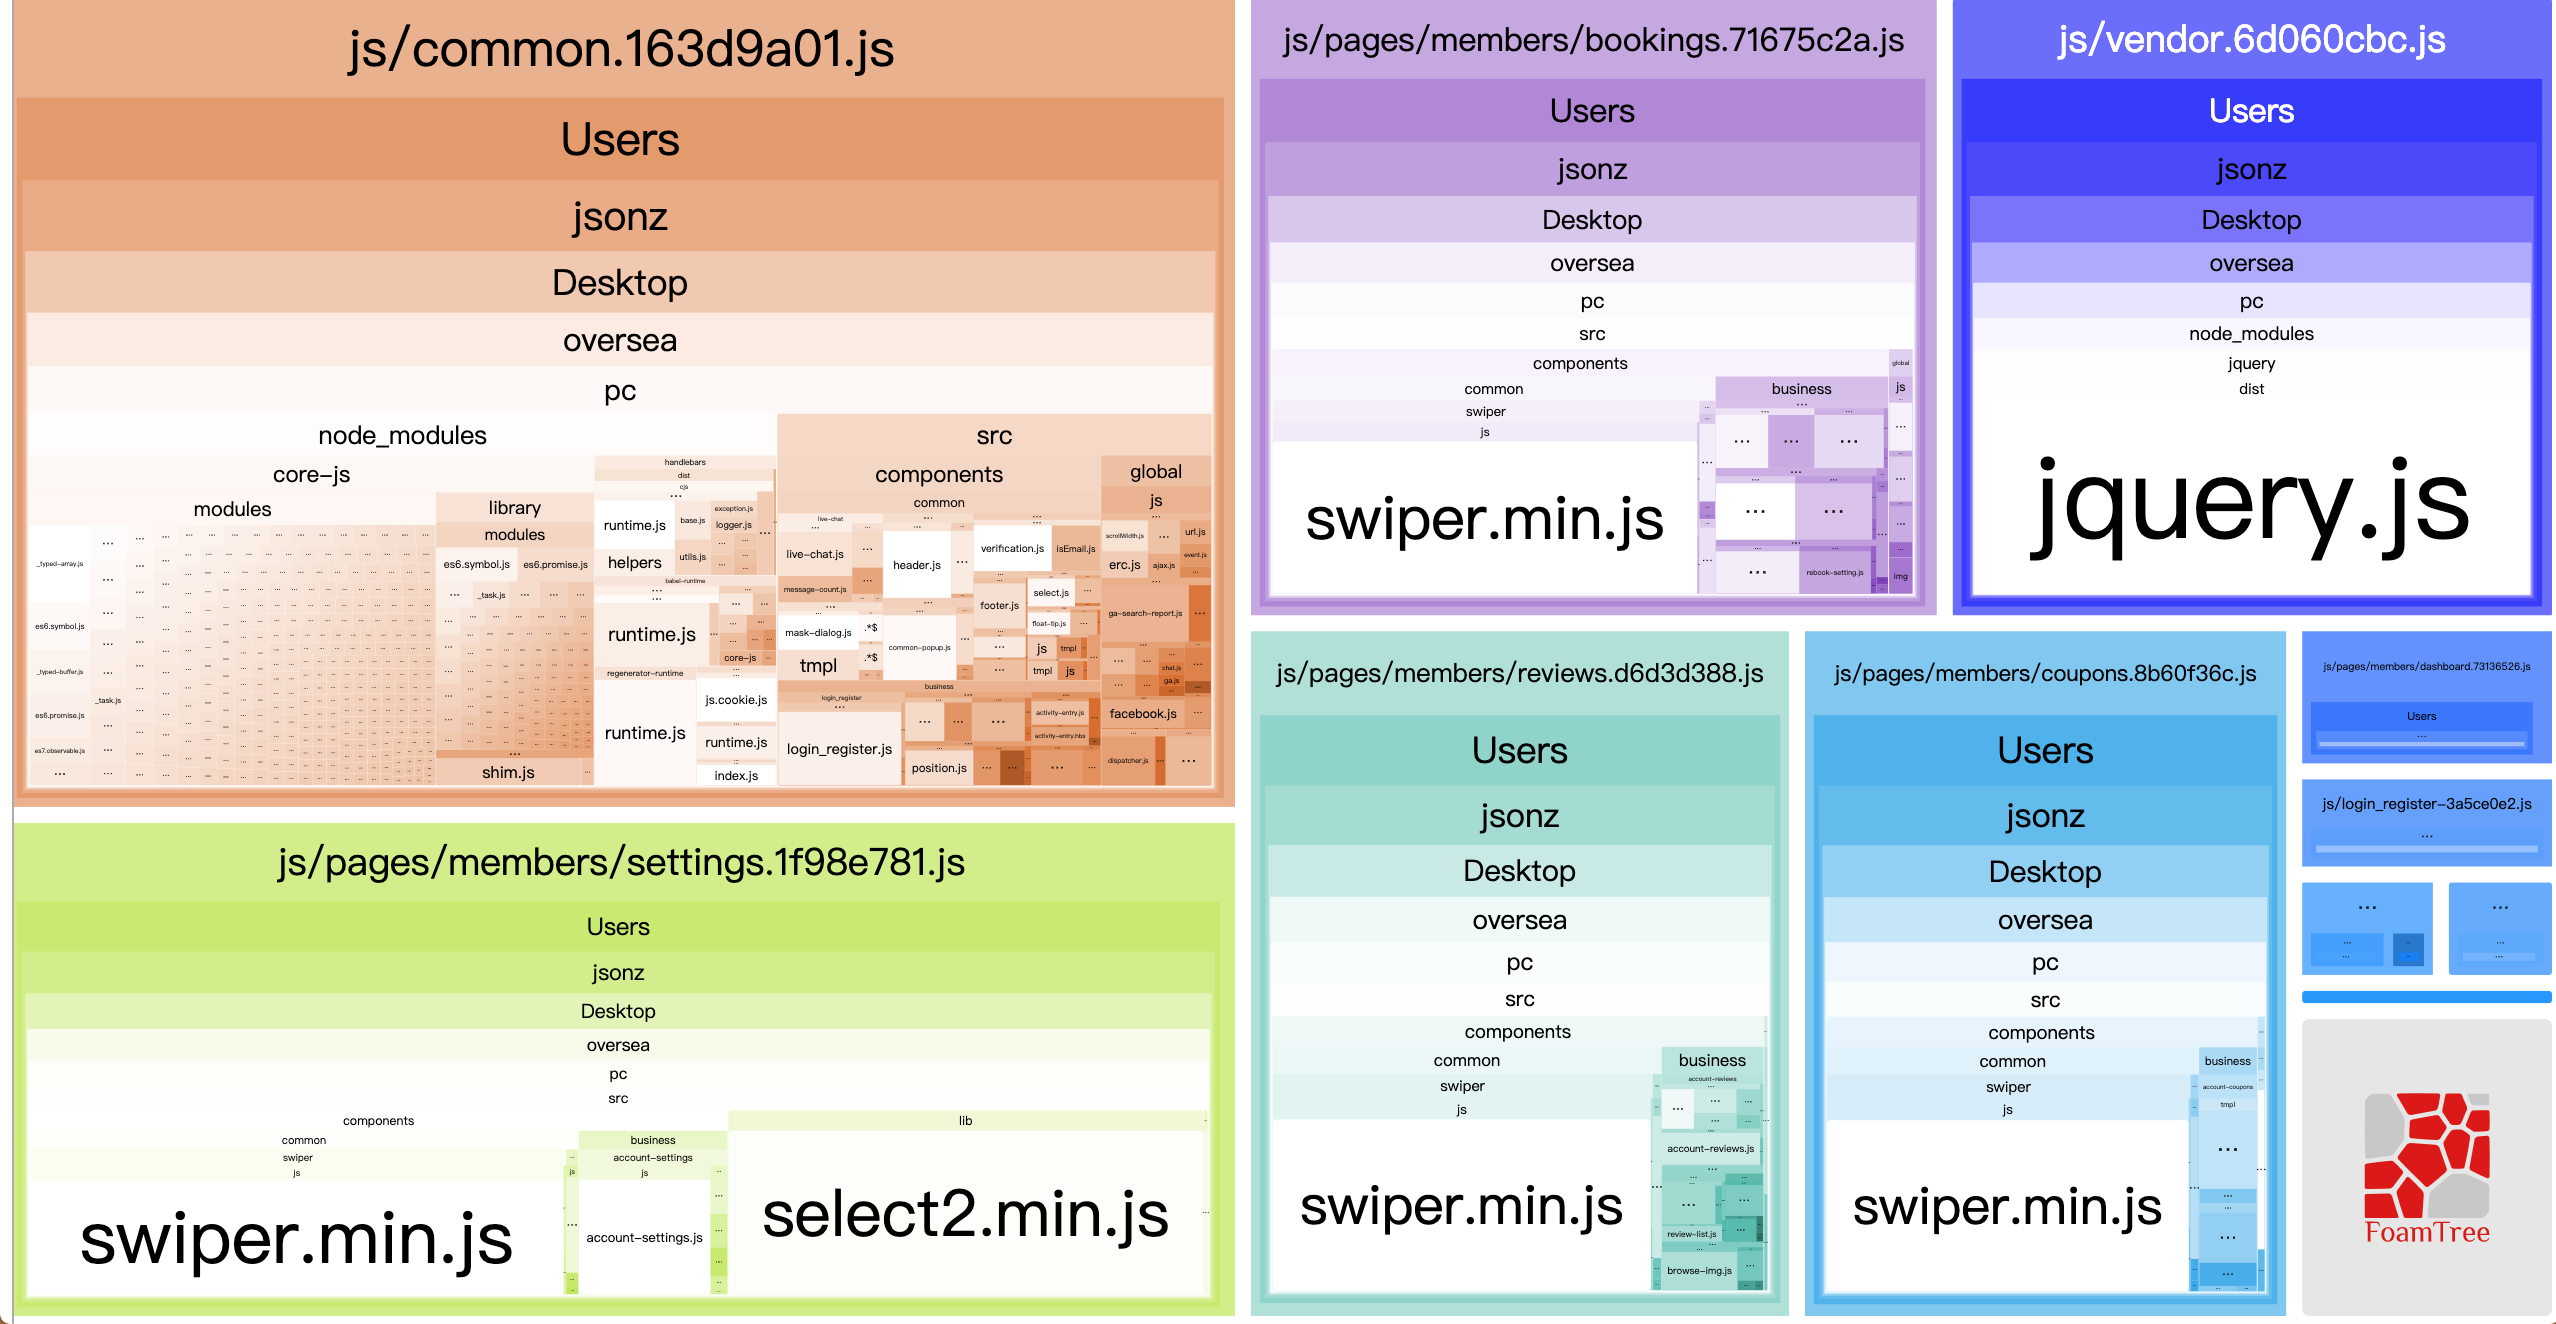 js/common.163d9a01.js
Users
jsonz
Desktop
oversea
pc
node_modules
src
core-js
modules
library
modules
_typed-array.js
es6.symbol.js
_typed-buffer.js
_task.js
es6.promise.js
es7.observable.js
es6.symbol.js
es6.promise.js
_task.js
shim.js
handlebars
dist
cjs
runtime.js
base.js
exception.js
logger.js
helpers
utils.js
babel-runtime
runtime.js
core-js
regenerator-runtime
runtime.js
js.cookie.js
runtime.js
index.js
components
common
live-chat
live-chat.js
message-count.js
header.js
verification.js
isEmail.js
footer.js
select.js
float-tip.js
mask-dialog.js
.*$
.*$
tmpl
common-popup.js
js
tmpl
tmpl
js
business
login_register
login_register.js
position.js
activity-entry.js
activity-entry.hbs
global
js
scrollWidth.js
url.js
event.js
erc.js
ajax.js
ga-search-report.js
chat.js
ga.js
facebook.js
dispatcher.js
js/pages/members/settings.1f98e781.js
Users
jsonz
Desktop
oversea
pc
src
components
lib
common
business
swiper
account-settings
js
js
js
swiper.min.js
account-settings.js
select2.min.js
js/pages/members/bookings.71675c2a.js
Users
jsonz
Desktop
oversea
pc
src
components
global
common
business
js
swiper
js
swiper.min.js
rebook-setting.js
img
js/vendor.6d060cbc.js
Users
jsonz
Desktop
oversea
pc
node_modules
jquery
dist
jquery.js
js/pages/members/reviews.d6d3d388.js
Users
jsonz
Desktop
oversea
pc
src
components
common
business
swiper
account-reviews
js
swiper.min.js
account-reviews.js
review-list.js
browse-img.js
js/pages/members/coupons.8b60f36c.js
Users
jsonz
Desktop
oversea
pc
src
components
common
business
swiper
account-coupons
js
tmpl
swiper.min.js
js/pages/members/dashboard.73136526.js
Users
js/login_register-3a5ce0e2.js
FoamTree